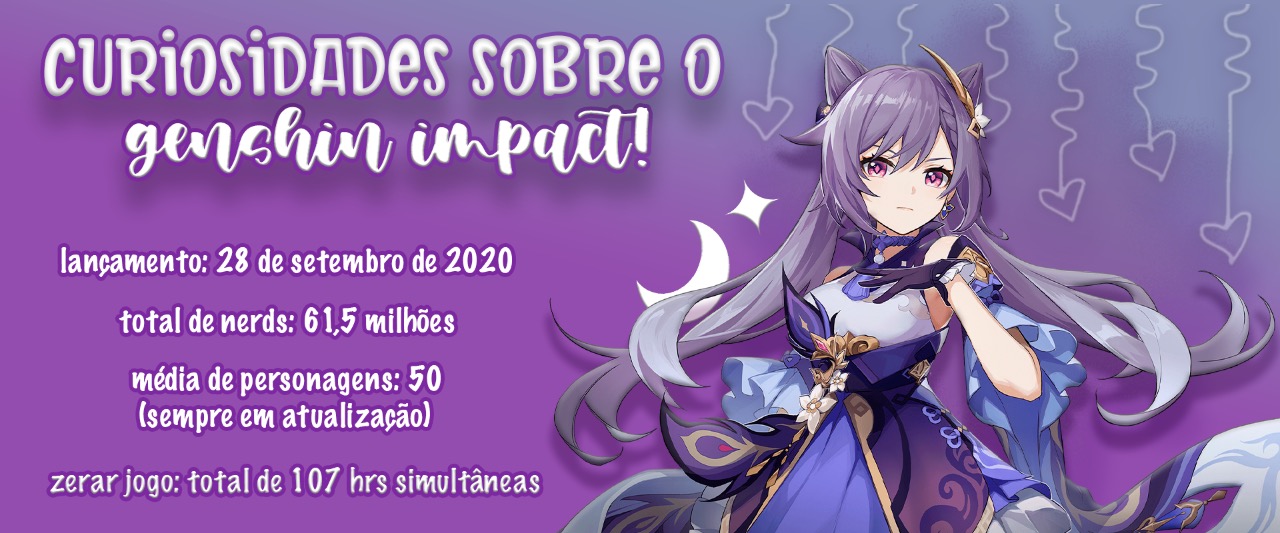 CURIOSIDADES SOBRE O
genshin impact!
lançamento: 28 de setembro de 2020
total de nerds: 61,5 milhões
média de personagens: 50
(sempre em atualização)
zerar jogo: total de 107 hrs simultâneas